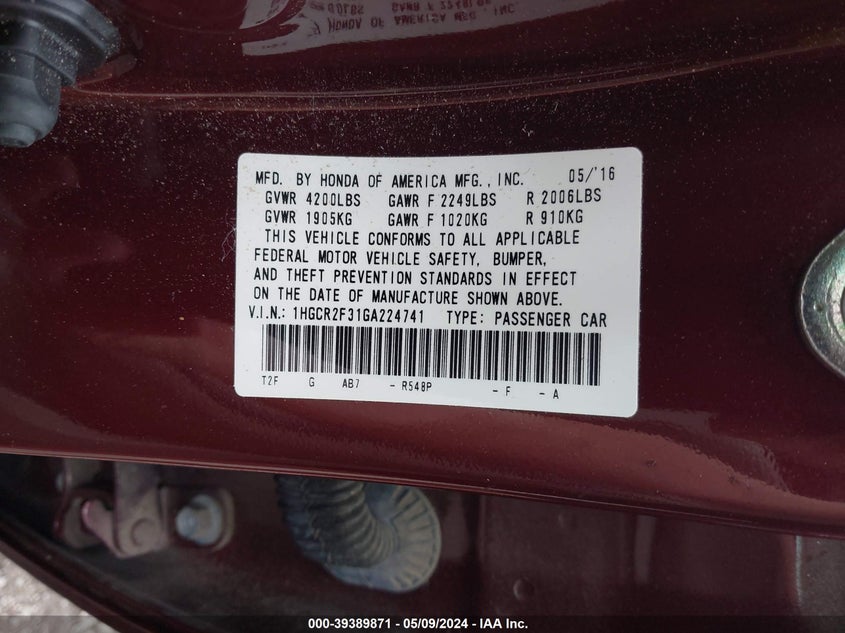 MFD. BY HONDA OF AMERICA MFG., INC. 05/'16
GVWR 4200LBS GAWR F 2249LBS R 2006LBS
GVWR 1905KG GAWR F 1020KG R 910KG
THIS VEHICLE CONFORMS TO ALL APPLICABLE
FEDERAL MOTOR VEHICLE SAFETY, BUMPER,
AND THEFT PREVENTION STANDARDS IN EFFECT
ON THE DATE OF MANUFACTURE SHOWN ABOVE.
V.I.N.: 1HGCR2F31GA224741 TYPE: PASSENGER CAR
T2F G AB7 - R548P - F - A
000-39389871 / 05/09/2024 - IAA Inc.